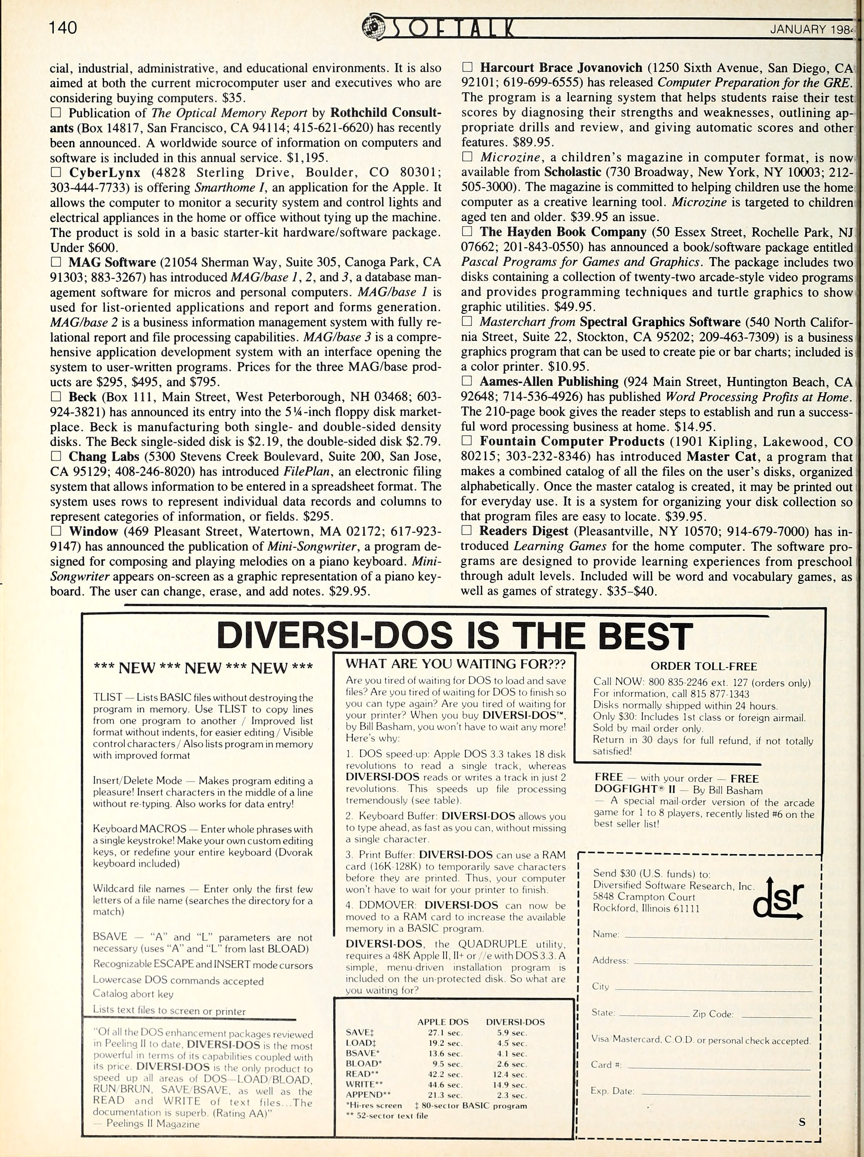 140
SOFTALK
JANUARY 198
cial, industrial, administrative, and educational environments. It is also
aimed at both the current microcomputer user and executives who are
considering buying computers. $35.
☐ Publication of The Optical Memory Report by Rothchild Consult-
ants (Box 14817, San Francisco, CA 94114; 415-621-6620) has recently
been announced. A worldwide source of information on computers and
software is included in this annual service. $1,195.
☐ CyberLynx (4828 Sterling Drive, Boulder, CO 80301;
303-444-7733) is offering Smarthome I, an application for the Apple. It
allows the computer to monitor a security system and control lights and
electrical appliances in the home or office without tying up the machine.
The product is sold in a basic starter-kit hardware/software package.
Under $600.
☐ MAG Software (21054 Sherman Way, Suite 305, Canoga Park, CA
91303; 883-3267) has introduced MAG/base 1, 2, and 3, a database man-
agement software for micros and personal computers. MAG/base 1 is
used for list-oriented applications and report and forms generation.
MAG/base 2 is a business information management system with fully re-
lational report and file processing capabilities. MAG/base 3 is a compre-
hensive application development system with an interface opening the
system to user-written programs. Prices for the three MAG/base prod-
ucts are $295, $495, and $795.
☐ Beck (Box 111, Main Street, West Peterborough, NH 03468; 603-
924-3821) has announced its entry into the 5¼-inch floppy disk market-
place. Beck is manufacturing both single- and double-sided density
disks. The Beck single-sided disk is $2.19, the double-sided disk $2.79.
☐ Chang Labs (5300 Stevens Creek Boulevard, Suite 200, San Jose,
CA 95129; 408-246-8020) has introduced FilePlan, an electronic filing
system that allows information to be entered in a spreadsheet format. The
system uses rows to represent individual data records and columns to
represent categories of information, or fields. $295.
☐ Window (469 Pleasant Street, Watertown, MA 02172; 617-923-
9147) has announced the publication of Mini-Songwriter, a program de-
signed for composing and playing melodies on a piano keyboard. Mini-
Songwriter appears on-screen as a graphic representation of a piano key-
board. The user can change, erase, and add notes. $29.95.
☐ Harcourt Brace Jovanovich (1250 Sixth Avenue, San Diego, CA
92101; 619-699-6555) has released Computer Preparation for the GRE.
The program is a learning system that helps students raise their test
scores by diagnosing their strengths and weaknesses, outlining ap-
propriate drills and review, and giving automatic scores and other
features. $89.95.
☐ Microzine, a children's magazine in computer format, is now
available from Scholastic (730 Broadway, New York, NY 10003; 212-
505-3000). The magazine is committed to helping children use the home
computer as a creative learning tool. Microzine is targeted to children
aged ten and older. $39.95 an issue.
☐ The Hayden Book Company (50 Essex Street, Rochelle Park, NJ
07662; 201-843-0550) has announced a book/software package entitled
Pascal Programs for Games and Graphics. The package includes two
disks containing a collection of twenty-two arcade-style video programs
and provides programming techniques and turtle graphics to show
graphic utilities. $49.95.
☐ Masterchart from Spectral Graphics Software (540 North Califor-
nia Street, Suite 22, Stockton, CA 95202; 209-463-7309) is a business
graphics program that can be used to create pie or bar charts; included is
a color printer. $10.95.
☐ Aames-Allen Publishing (924 Main Street, Huntington Beach, CA
92648; 714-536-4926) has published Word Processing Profits at Home.
The 210-page book gives the reader steps to establish and run a success-
ful word processing business at home. $14.95.
☐ Fountain Computer Products (1901 Kipling, Lakewood, CO
80215; 303-232-8346) has introduced Master Cat, a program that
makes a combined catalog of all the files on the user's disks, organized
alphabetically. Once the master catalog is created, it may be printed out
for everyday use. It is a system for organizing your disk collection so
that program files are easy to locate. $39.95.
☐ Readers Digest (Pleasantville, NY 10570; 914-679-7000) has in-
troduced Learning Games for the home computer. The software pro-
grams are designed to provide learning experiences from preschool
through adult levels. Included will be word and vocabulary games, as
well as games of strategy. $35–$40.
DIVERSI-DOS IS THE BEST
*** NEW *** NEW *** NEW ***
TLIST — Lists BASIC files without destroying the
program in memory. Use TLIST to copy lines
from one program to another / Improved list
format without indents, for easier editing / Visible
control characters / Also lists program in memory
with improved format
Insert/Delete Mode — Makes program editing a
pleasure! Insert characters in the middle of a line
without re-typing. Also works for data entry!
Keyboard MACROS — Enter whole phrases with
a single keystroke! Make your own custom editing
keys, or redefine your entire keyboard (Dvorak
keyboard included)
Wildcard file names — Enter only the first few
letters of a file name (searches the directory for a
match)
BSAVE — "A" and "L" parameters are not
necessary (uses "A" and "L" from last BLOAD)
Recognizable ESCAPE and INSERT mode cursors
Lowercase DOS commands accepted
Catalog abort key
Lists text files to screen or printer
"Of all the DOS enhancement packages reviewed
in Peeling II to date, DIVERSI-DOS is the most
powerful in terms of its capabilities coupled with
its price. DIVERSI-DOS is the only product to
speed up all areas of DOS—LOAD/BLOAD,
RUN/BRUN, SAVE/BSAVE, as well as the
READ and WRITE of text files...The
documentation is superb. (Rating AA)"
— Peelings II Magazine
WHAT ARE YOU WAITING FOR???
Are you tired of waiting for DOS to load and save
files? Are you tired of waiting for DOS to finish so
you can type again? Are you tired of waiting for
your printer? When you buy DIVERSI-DOS™,
by Bill Basham, you won't have to wait any more!
Here's why:
1. DOS speed-up: Apple DOS 3.3 takes 18 disk
revolutions to read a single track, whereas
DIVERSI-DOS reads or writes a track in just 2
revolutions. This speeds up file processing
tremendously (see table).
2. Keyboard Buffer: DIVERSI-DOS allows you
to type ahead, as fast as you can, without missing
a single character.
3. Print Buffer: DIVERSI-DOS can use a RAM
card (16K-128K) to temporarily save characters
before they are printed. Thus, your computer
won't have to wait for your printer to finish.
4. DDMOVER: DIVERSI-DOS can now be
moved to a RAM card to increase the available
memory in a BASIC program.
DIVERSI-DOS, the QUADRUPLE utility,
requires a 48K Apple II, II+ or //e with DOS 3.3. A
simple, menu-driven installation program is
included on the un-protected disk. So what are
you waiting for?
APPLE DOS DIVERSI-DOS
SAVE‡ 27.1 sec. 5.9 sec.
LOAD‡ 19.2 sec. 4.5 sec.
BSAVE* 13.6 sec. 4.1 sec.
BLOAD* 9.5 sec. 2.6 sec.
READ** 42.2 sec. 12.4 sec.
WRITE** 44.6 sec. 14.9 sec.
APPEND** 21.3 sec. 2.3 sec.
*Hi-res screen ‡ 80-sector BASIC program
** 52-sector text file
ORDER TOLL-FREE
Call NOW: 800 835-2246 ext. 127 (orders only)
For information, call 815 877-1343
Disks normally shipped within 24 hours.
Only $30: Includes 1st class or foreign airmail.
Sold by mail order only.
Return in 30 days for full refund, if not totally
satisfied!
FREE — with your order — FREE
DOGFIGHT® II — By Bill Basham
— A special mail-order version of the arcade
game for 1 to 8 players, recently listed #6 on the
best seller list!
Send $30 (U.S. funds) to:
Diversified Software Research, Inc.
5848 Crampton Court
Rockford, Illinois 61111
dsr
Name:
Address:
City
State: Zip Code:
Visa Mastercard, C.O.D. or personal check accepted.
Card #:
Exp. Date:
S